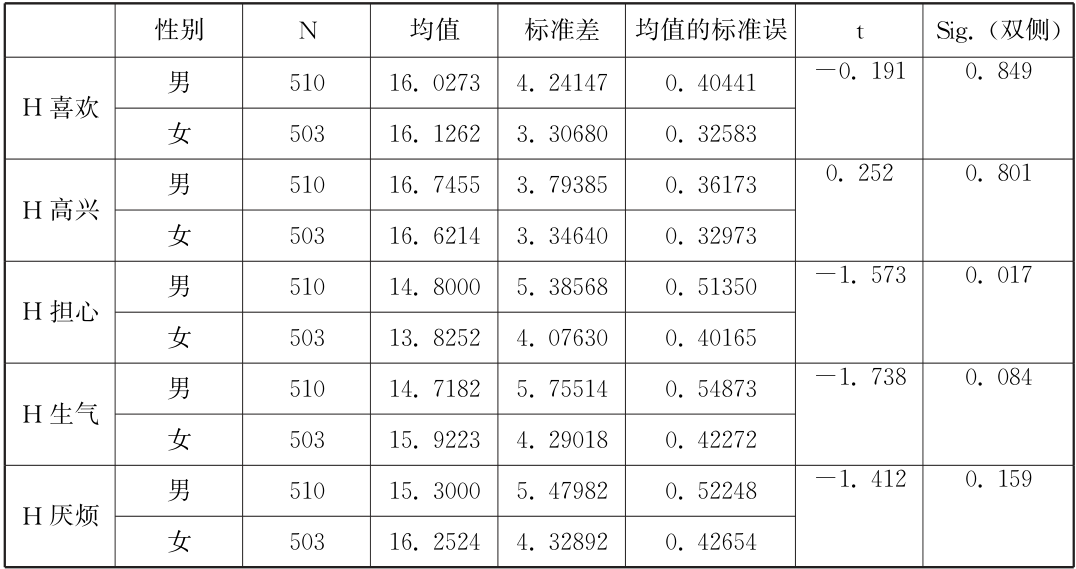 性别 N 均值 标准差 均值的标准误 t Sig.（双侧）
H 喜欢 男 510 16.0273 4.24147 0.40441 −0.191 0.849
女 503 16.1262 3.30680 0.32583
H 高兴 男 510 16.7455 3.79385 0.36173 0.252 0.801
女 503 16.6214 3.34640 0.32973
H 担心 男 510 14.8000 5.38568 0.51350 −1.573 0.017
女 503 13.8252 4.07630 0.40165
H 生气 男 510 14.7182 5.75514 0.54873 −1.738 0.084
女 503 15.9223 4.29018 0.42272
H 厌烦 男 510 15.3000 5.47982 0.52248 −1.412 0.159
女 503 16.2524 4.32892 0.42654